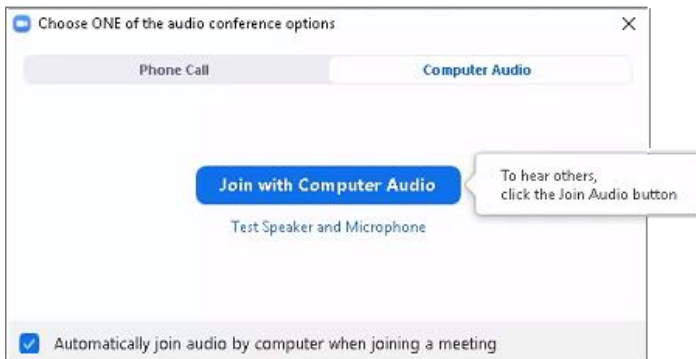 Choose ONE of the audio conference options
Phone Call
Computer Audio
Join with Computer Audio
To hear others,
click the Join Audio button
Test Speaker and Microphone
Automatically join audio by computer when joining a meeting